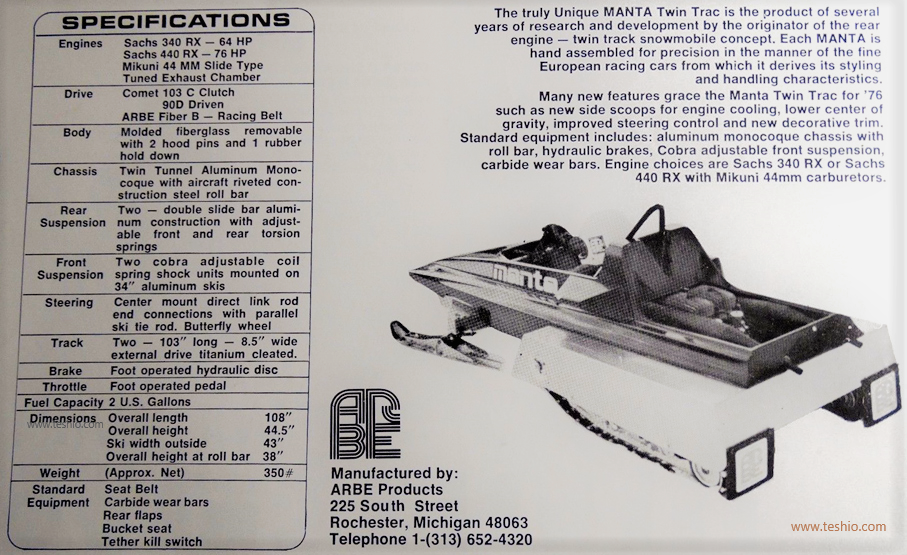 SPECIFICATIONS
Engines Sachs 340 RX — 64 HP
Sachs 440 RX — 76 HP
Mikuni 44 MM Slide Type
Tuned Exhaust Chamber
Drive Comet 103 C Clutch
90D Driven
ARBE Fiber B — Racing Belt
Body Molded fiberglass removable
with 2 hood pins and 1 rubber
hold down
Chassis Twin Tunnel Aluminum Mono-
coque with aircraft riveted con-
struction steel roll bar
Rear Two — double slide bar alumi-
Suspension num construction with adjust-
able front and rear torsion
springs
Front Two cobra adjustable coil
Suspension spring shock units mounted on
34″ aluminum skis
Steering Center mount direct link rod
end connections with parallel
ski tie rod. Butterfly wheel
Track Two — 103″ long — 8.5″ wide
external drive titanium cleated.
Brake Foot operated hydraulic disc
Throttle Foot operated pedal
Fuel Capacity 2 U.S. Gallons
Dimensions Overall length 108″
www.teshio.com
Overall height 44.5″
Ski width outside 43″
Overall height at roll bar 38″
Weight (Approx. Net) 350#
Standard Seat Belt
Equipment Carbide wear bars
Rear flaps
Bucket seat
Tether kill switch
The truly Unique MANTA Twin Trac is the product of several
years of research and development by the originator of the rear
engine — twin track snowmobile concept. Each MANTA is
hand assembled for precision in the manner of the fine
European racing cars from which it derives its styling
and handling characteristics.
Many new features grace the Manta Twin Trac for '76
such as new side scoops for engine cooling, lower center of
gravity, improved steering control and new decorative trim.
Standard equipment includes: aluminum monocoque chassis with
roll bar, hydraulic brakes, Cobra adjustable front suspension,
carbide wear bars. Engine choices are Sachs 340 RX or Sachs
440 RX with Mikuni 44mm carburetors.
manta
ARBE
Manufactured by:
ARBE Products
225 South Street
Rochester, Michigan 48063
Telephone 1-(313) 652-4320
www.teshio.com